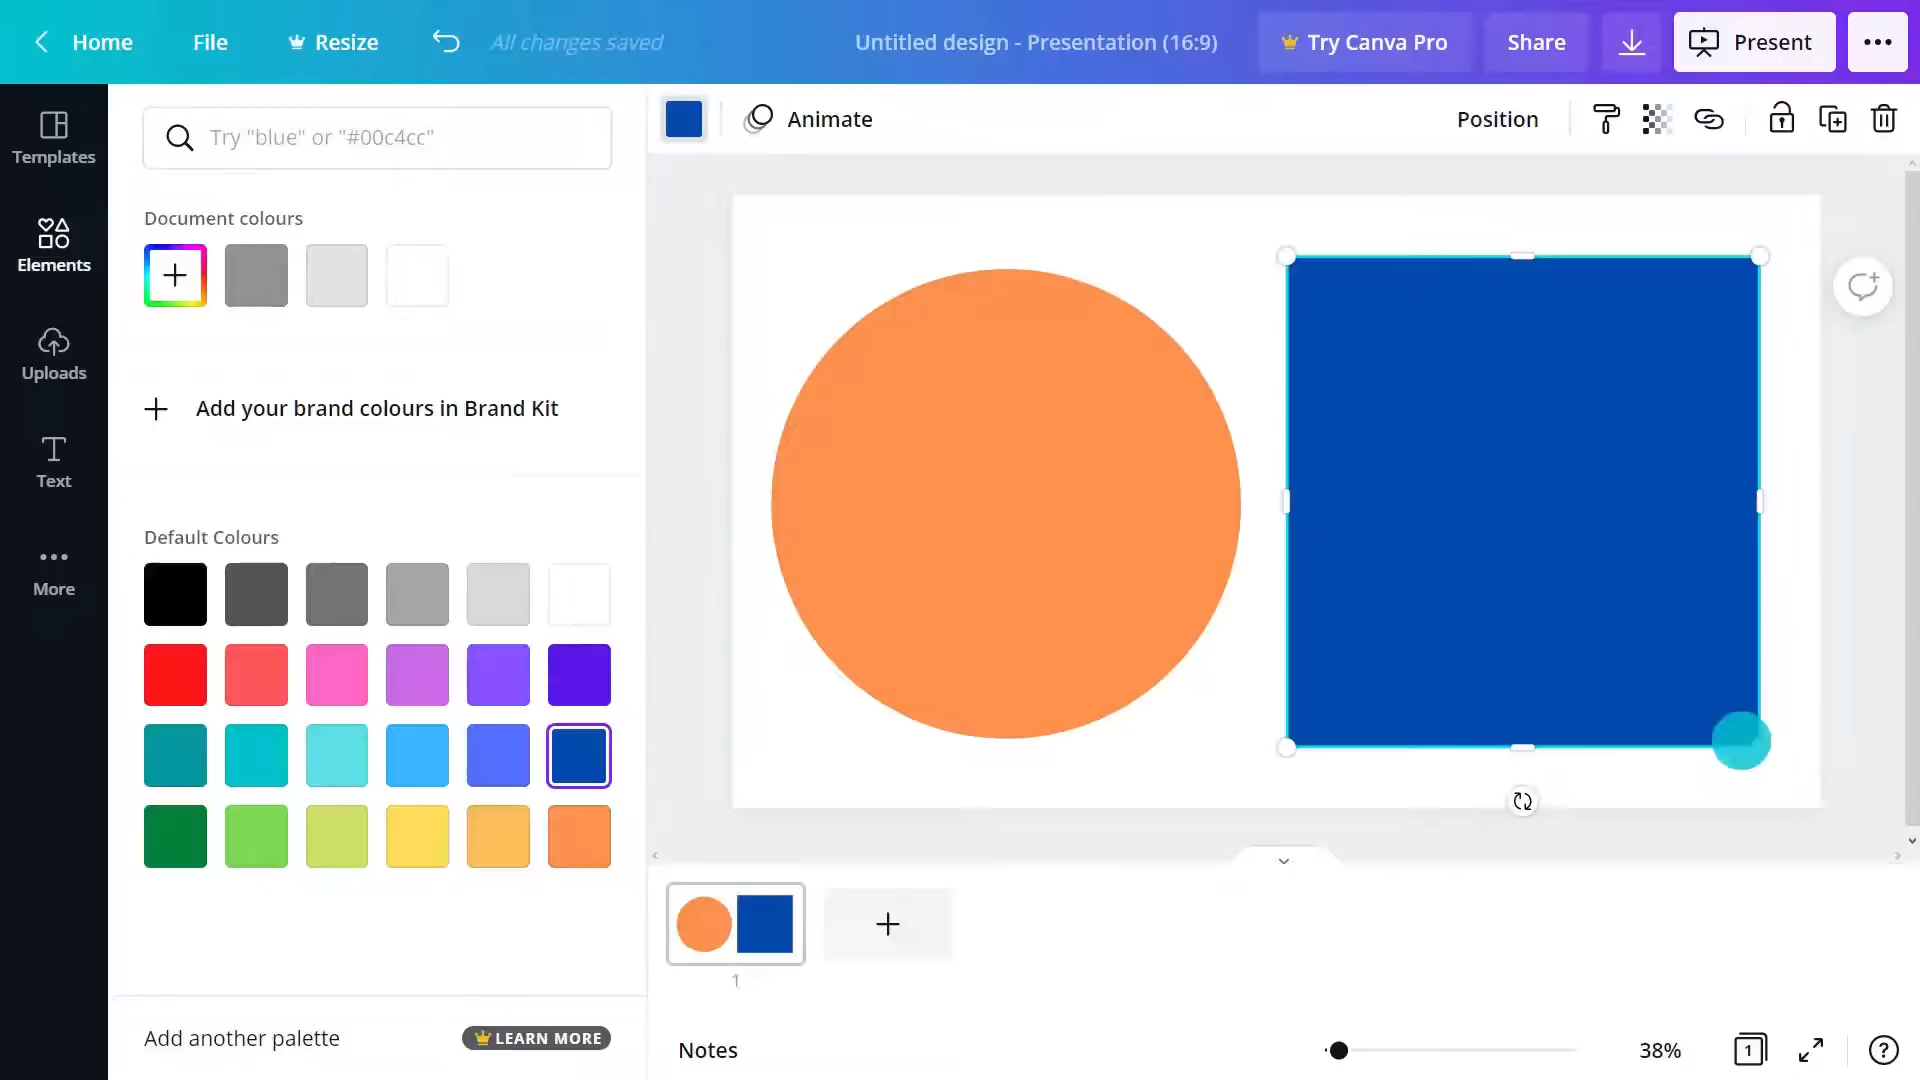 Home
File
Resize
All changes saved
Untitled design - Presentation (16:9)
Try Canva Pro
Share
Present
Templates
Elements
Uploads
Text
More
Try "blue" or "#00c4cc"
Document colours
Add your brand colours in Brand Kit
Default Colours
Add another palette
LEARN MORE
Animate
Position
1
Notes
38%
1
?